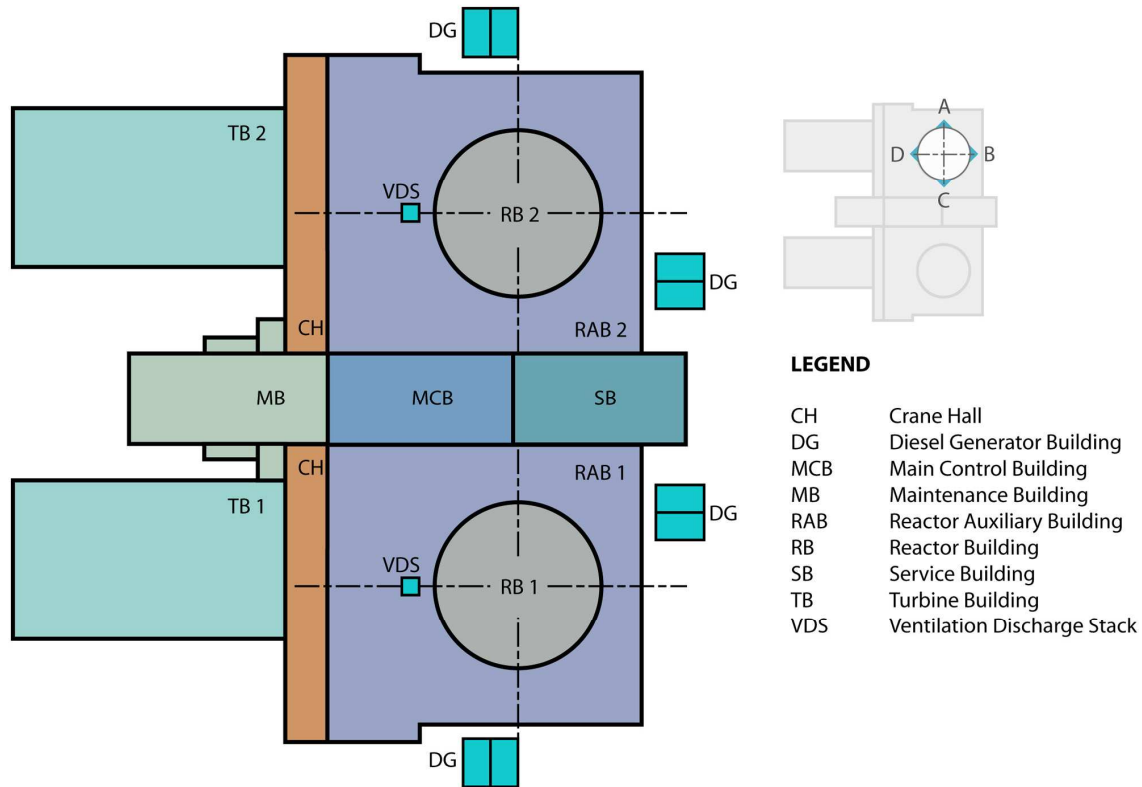 DG
TB 2
VDS
RB 2
DG
CH
RAB 2
MB
MCB
SB
CH
RAB 1
TB 1
DG
VDS
RB 1
DG
A
D
B
C
LEGEND
CH Crane Hall
DG Diesel Generator Building
MCB Main Control Building
MB Maintenance Building
RAB Reactor Auxiliary Building
RB Reactor Building
SB Service Building
TB Turbine Building
VDS Ventilation Discharge Stack